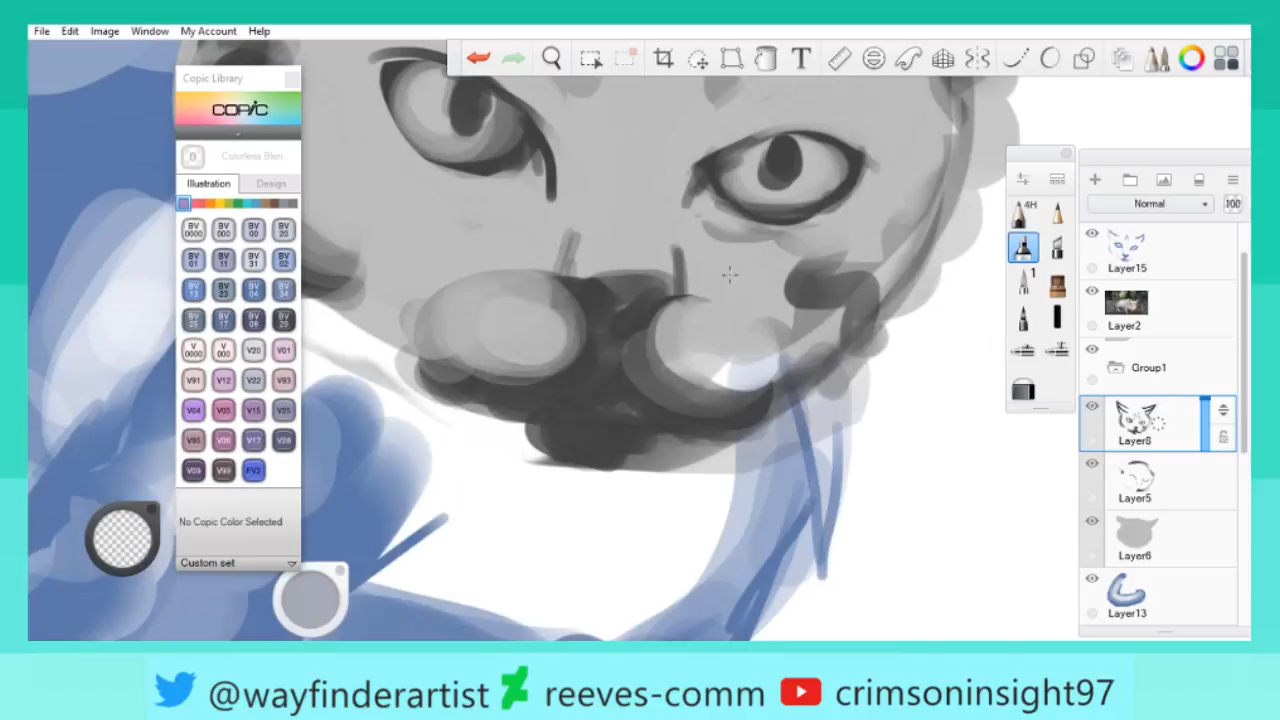 File Edit Image Window My Account Help
Copic Library
COPIC
0 Colorless Blen
Illustration Design
BV 0000 BV 000 BV 00 BV 20
BV 01 BV 11 BV 31 BV 02
BV 13 BV 23 BV 04 BV 34
BV 25 BV 17 BV 08 BV 29
V 0000 V 000 V20 V01
V91 V12 V22 V93
V04 V05 V15 V25
V95 V06 V17 V28
V09 V99 FV2
No Copic Color Selected
Custom set
T
4H
1
Normal 100
Layer15
Layer2
Group1
Layer8
Layer5
Layer6
Layer13
@wayfinderartist reeves-comm crimsoninsight97